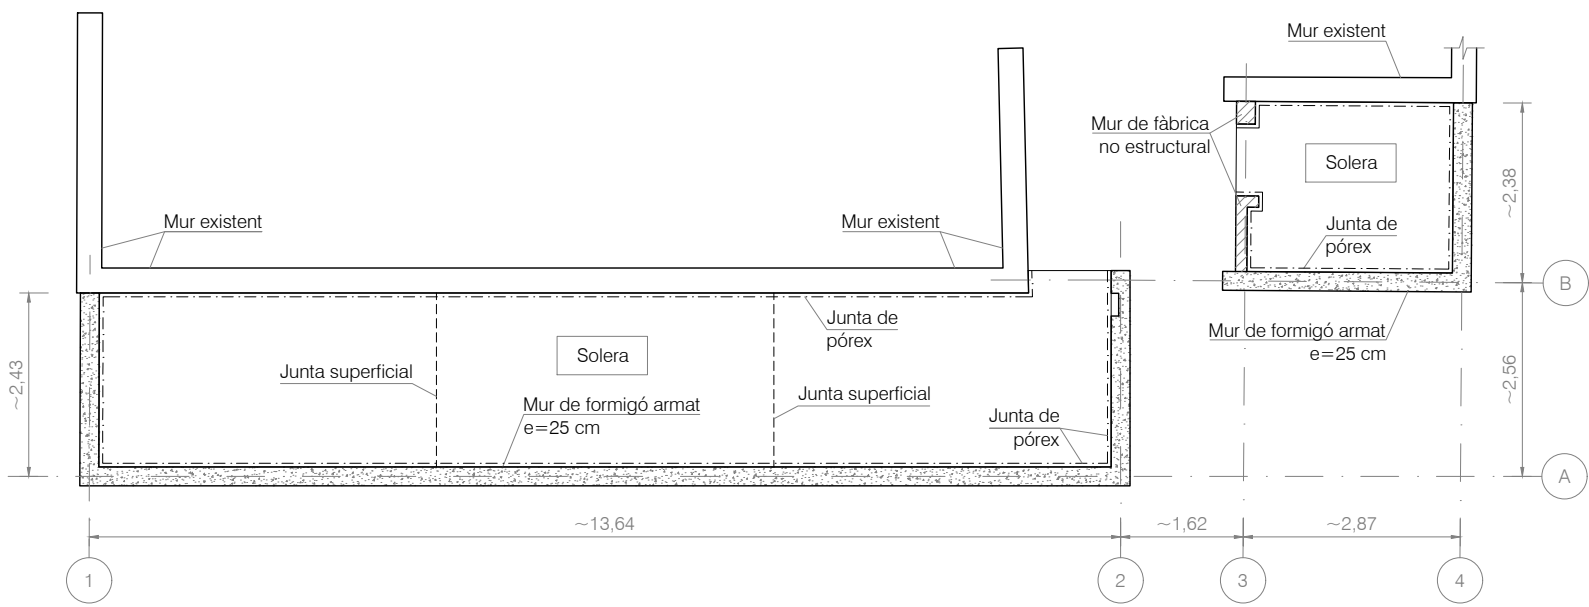 Mur existent
Mur de fàbrica
no estructural
Solera
~2,38
Mur existent
Mur existent
Junta de
pórex
B
Junta de
pórex
Mur de formigó armat
e=25 cm
Solera
~2,43
Junta superficial
~2,56
Junta superficial
Mur de formigó armat
e=25 cm
Junta de
pórex
A
~13,64
~1,62
~2,87
1
2
3
4